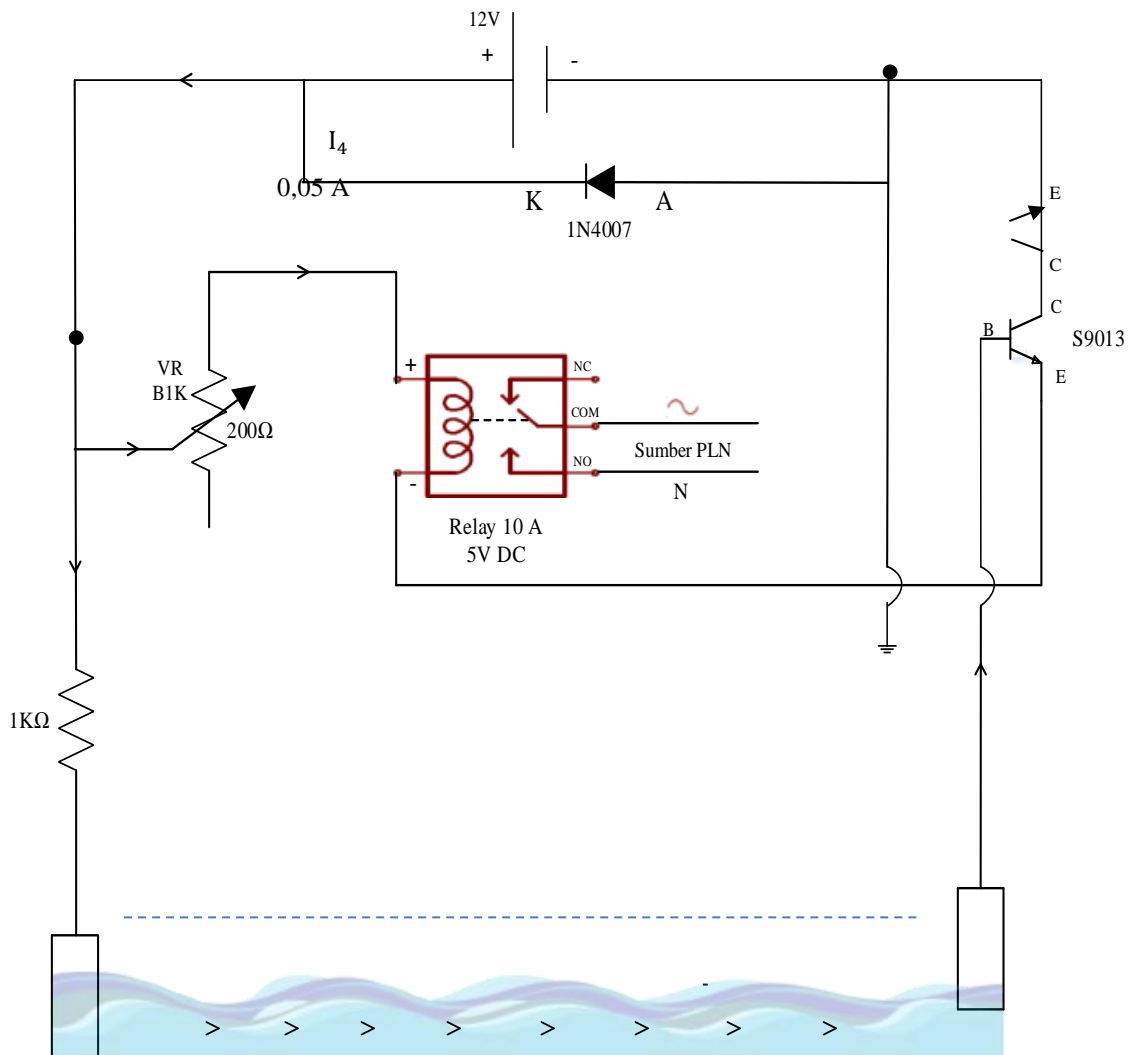 12V
+
-
I₄
0,05 A
K
A
1N4007
E
C
C
B
S9013
E
VR
B1K
200Ω
+
-
NC
COM
NO
Sumber PLN
N
Relay 10 A
5V DC
1KΩ
-
> > > > > > > >